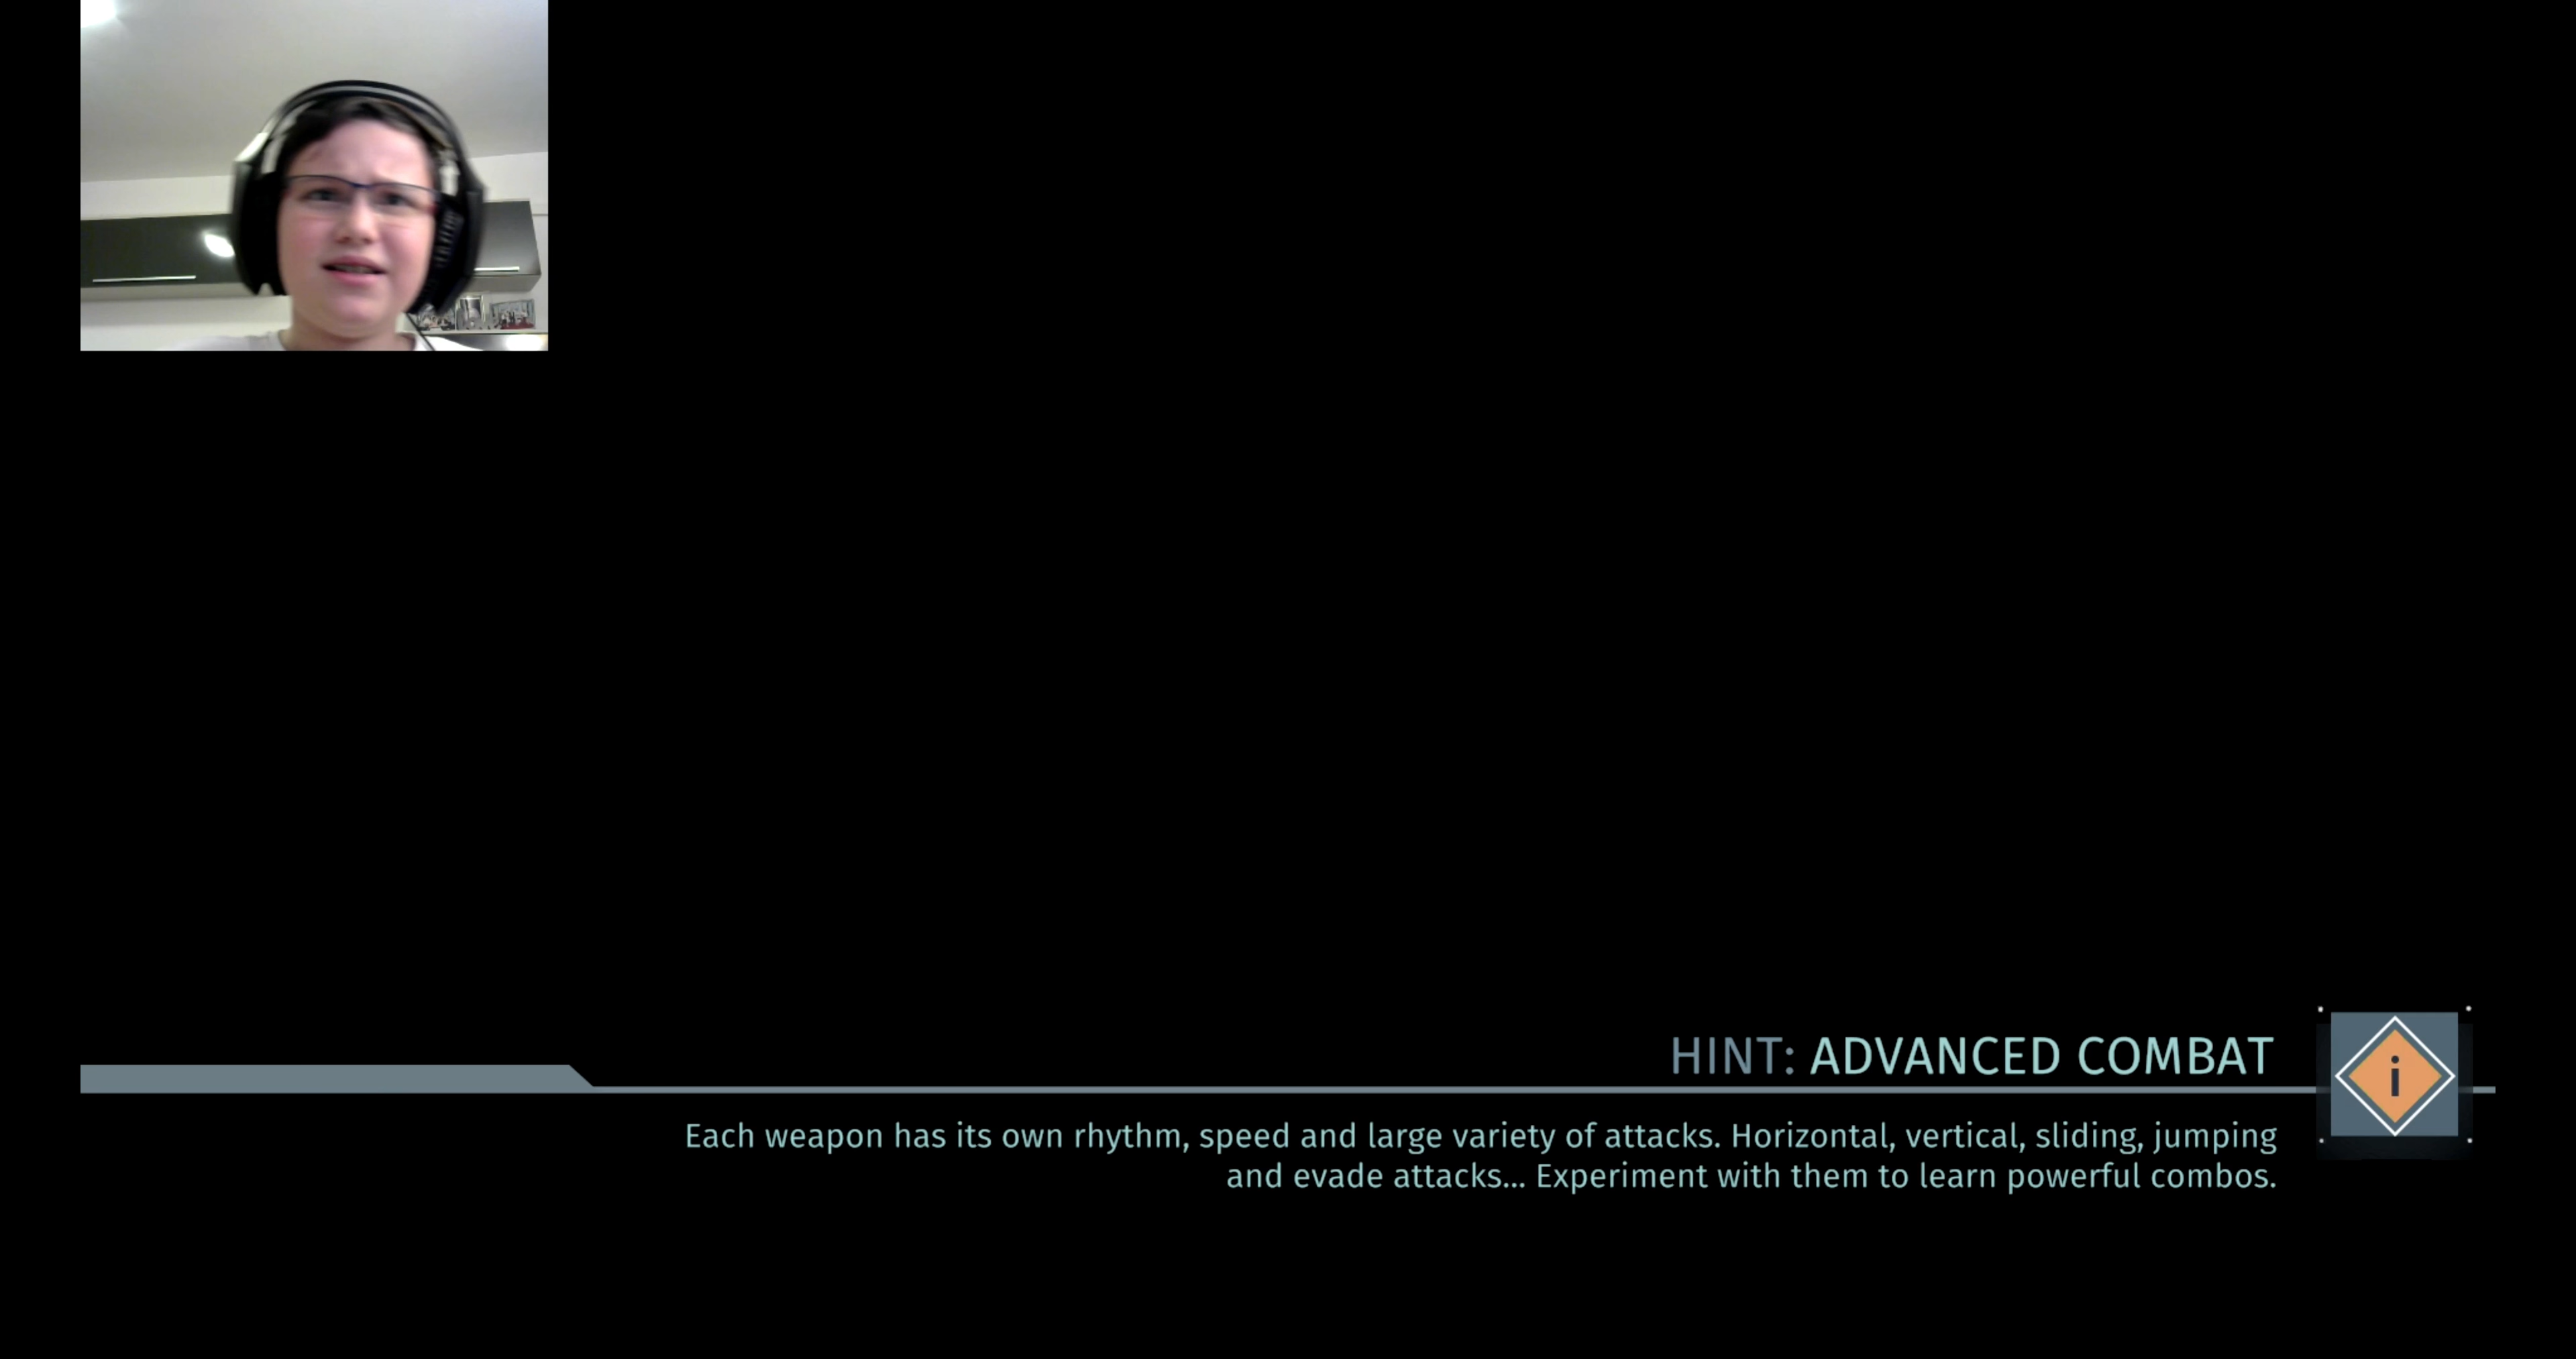 HINT: ADVANCED COMBAT
Each weapon has its own rhythm, speed and large variety of attacks. Horizontal, vertical, sliding, jumping
and evade attacks... Experiment with them to learn powerful combos.